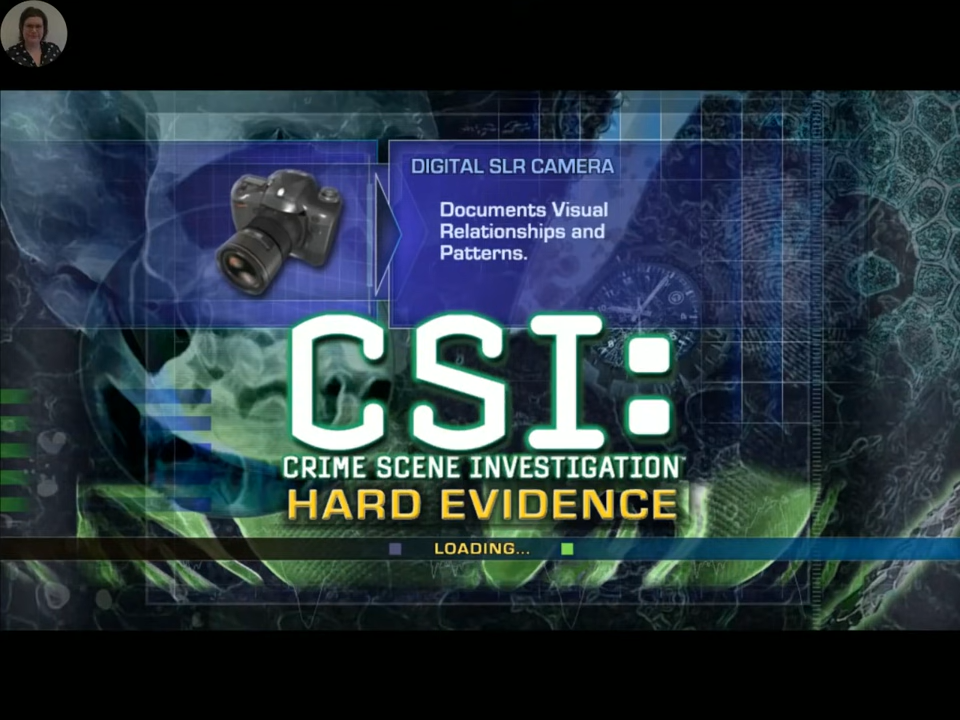 DIGITAL SLR CAMERA
Documents Visual
Relationships and
Patterns.
CSI:
CRIME SCENE INVESTIGATION
HARD EVIDENCE
LOADING...